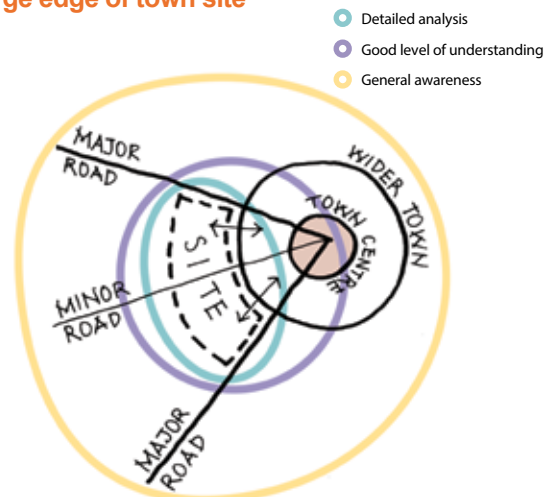 ge edge of town site
Detailed analysis
Good level of understanding
General awareness
MAJOR
ROAD
WIDER TOWN
TOWN CENTRE
SITE
MINOR
ROAD
MAJOR
ROAD